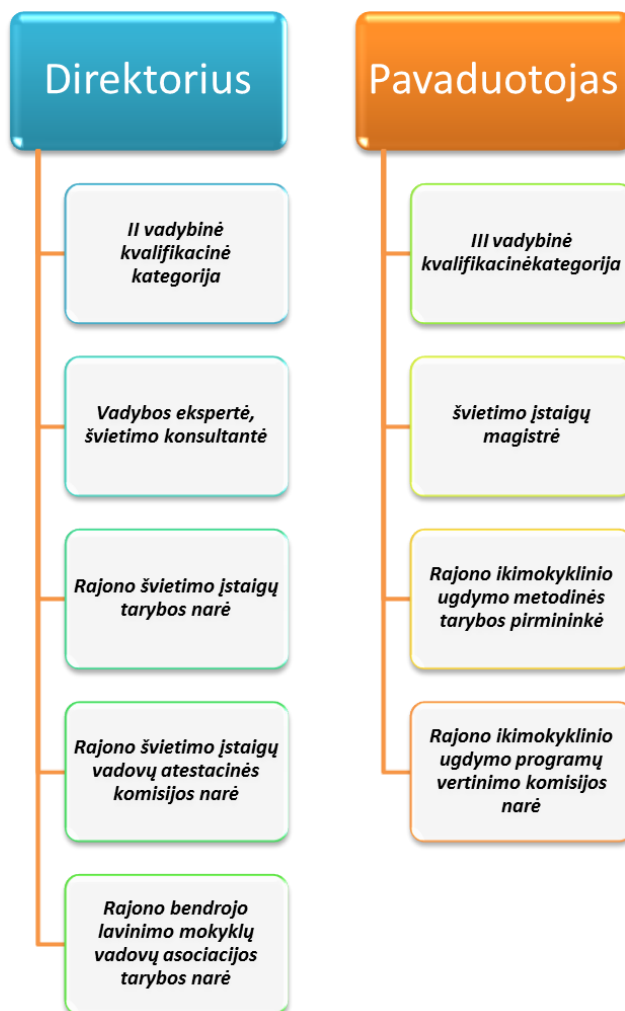 Direktorius
II vadybinė
kvalifikacinė
kategorija
Vadybos ekspertė,
švietimo konsultantė
Rajono švietimo įstaigų
tarybos narė
Rajono švietimo įstaigų
vadovų atestacinės
komisijos narė
Rajono bendrojo
lavinimo mokyklų
vadovų asociacijos
tarybos narė
Pavaduotojas
III vadybinė
kvalifikacinėkategorija
švietimo įstaigų
magistrė
Rajono ikimokyklinio
ugdymo metodinės
tarybos pirmininkė
Rajono ikimokyklinio
ugdymo programų
vertinimo komisijos
narė